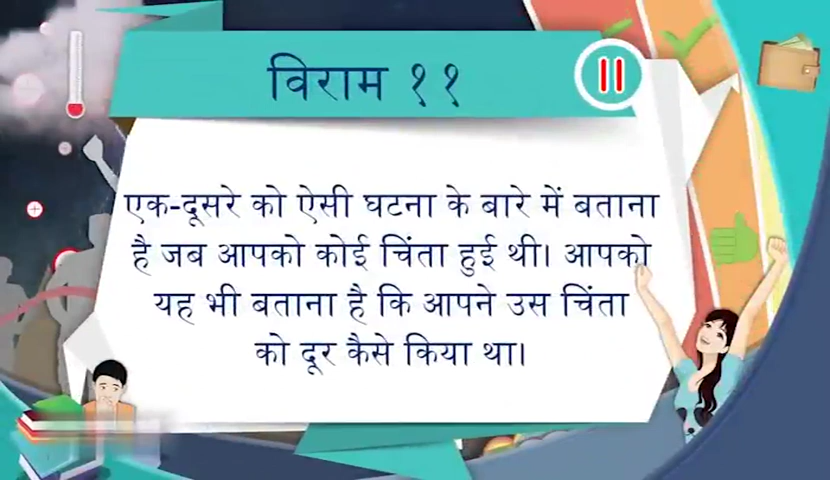 विराम ११
एक-दूसरे को ऐसी घटना के बारे में बताना
है जब आपको कोई चिंता हुई थी। आपको
यह भी बताना है कि आपने उस चिंता
को दूर कैसे किया था।